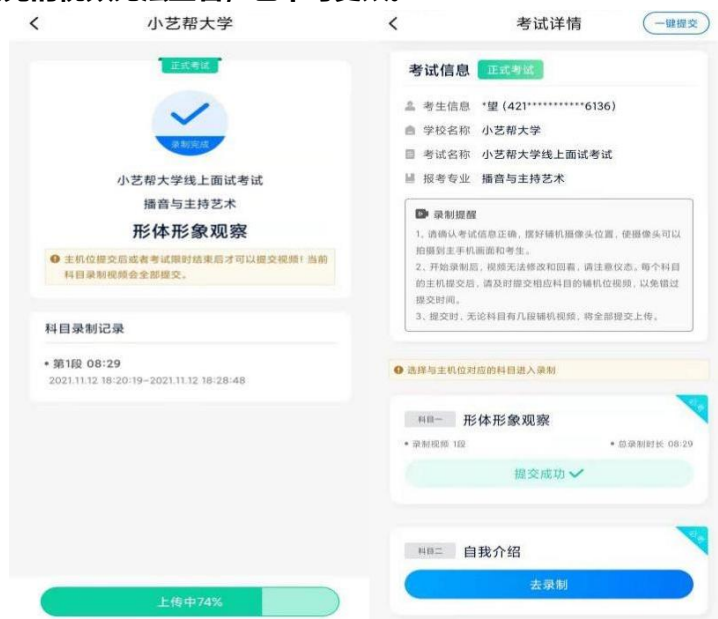 小艺帮大学
正式考试
录制完成
小艺帮大学线上面试考试
播音与主持艺术
形体形象观察
主机位提交后或者考试限时结束后才可以提交视频！当前
科目录制视频会全部提交。
科目录制记录
• 第1段 08:29
2021.11.12 18:20:19-2021.11.12 18:28:48
上传中74%
考试详情
一键提交
考试信息 正式考试
考生信息 *望 (421***********6136)
学校名称 小艺帮大学
考试名称 小艺帮大学线上面试考试
报考专业 播音与主持艺术
录制提醒
1、请确认考试信息正确，摆好辅机摄像头位置，使摄像头可以
拍摄到主手机画面和考生。
2、开始录制后，视频无法修改和回看，请注意仪态。每个科目
的主机提交后，请及时提交相应科目的辅机位视频，以免错过
提交时间。
3、提交时，无论科目有几段辅机视频，将全部提交上传。
选择与主机位对应的科目进入录制
科目一 形体形象观察
• 录制视频 1段 • 总录制时长 08:29
提交成功
科目二 自我介绍
去录制